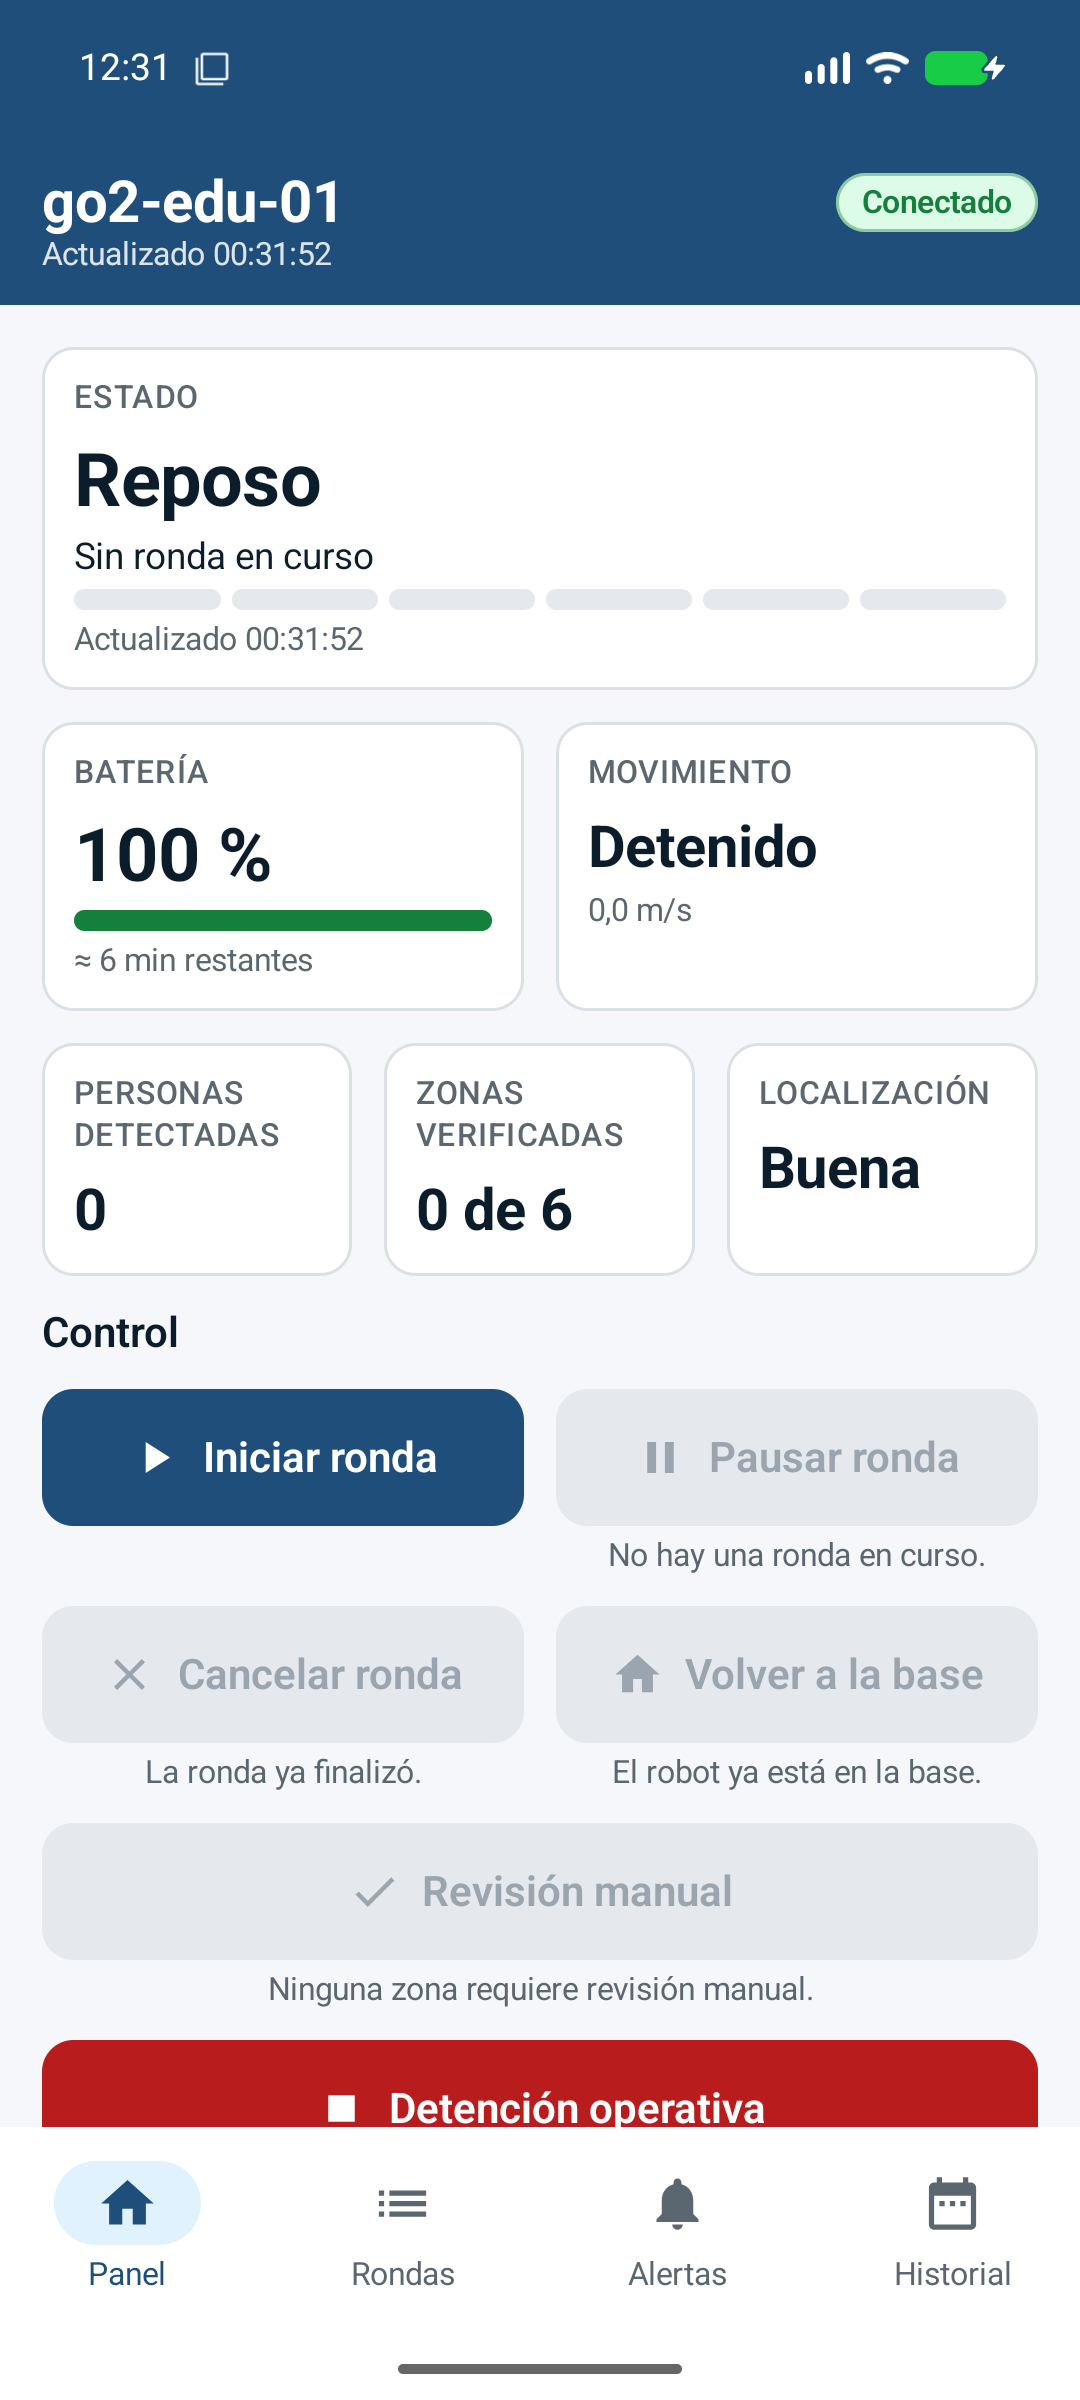 12:31
go2-edu-01
Conectado
Actualizado 00:31:52
ESTADO
Reposo
Sin ronda en curso
Actualizado 00:31:52
BATERÍA
100 %
≈ 6 min restantes
MOVIMIENTO
Detenido
0,0 m/s
PERSONAS
DETECTADAS
0
ZONAS
VERIFICADAS
0 de 6
LOCALIZACIÓN
Buena
Control
Iniciar ronda
Pausar ronda
No hay una ronda en curso.
Cancelar ronda
La ronda ya finalizó.
Volver a la base
El robot ya está en la base.
Revisión manual
Ninguna zona requiere revisión manual.
Detención operativa
Panel
Rondas
Alertas
Historial